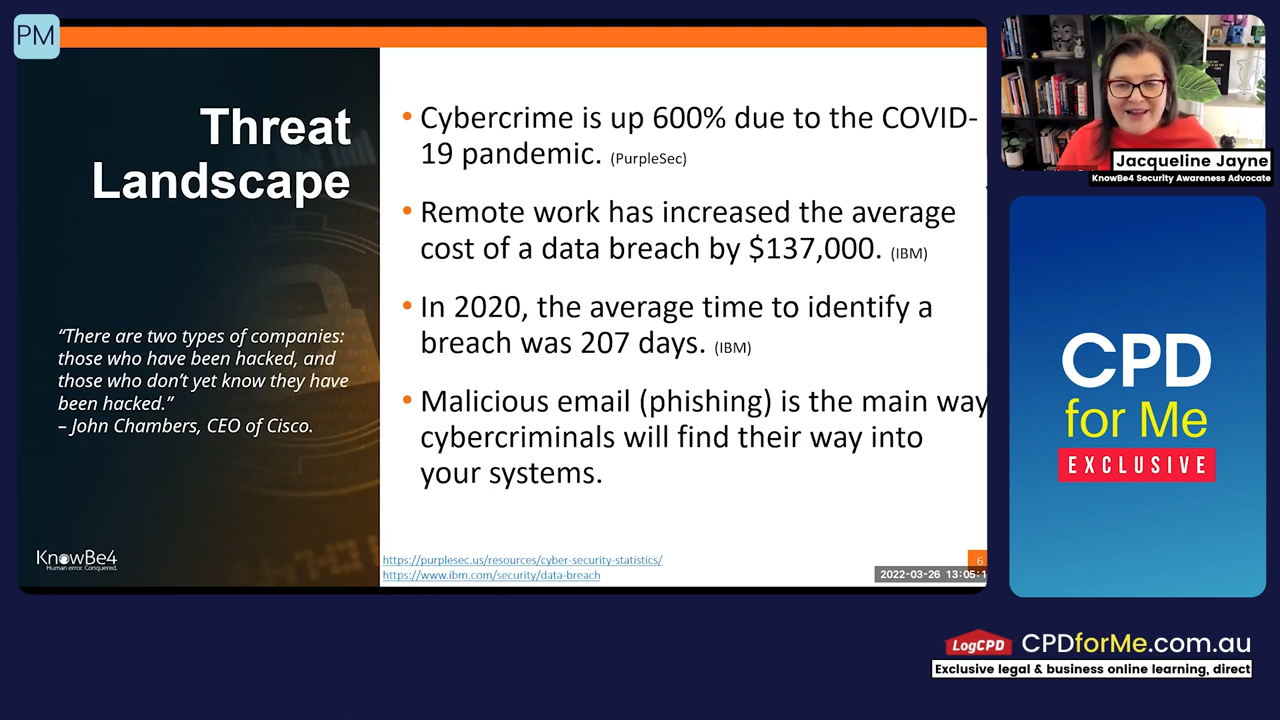 PM
Threat
Landscape
“There are two types of companies:
those who have been hacked, and
those who don’t yet know they have
been hacked.”
– John Chambers, CEO of Cisco.
KnowBe4
Human error. Conquered.
• Cybercrime is up 600% due to the COVID-
19 pandemic. (PurpleSec)
• Remote work has increased the average
cost of a data breach by $137,000. (IBM)
• In 2020, the average time to identify a
breach was 207 days. (IBM)
• Malicious email (phishing) is the main way
cybercriminals will find their way into
your systems.
https://purplesec.us/resources/cyber-security-statistics/
https://www.ibm.com/security/data-breach
6
2022-03-26 13:05:1
Jacqueline Jayne
KnowBe4 Security Awareness Advocate
CPD
for Me
EXCLUSIVE
LogCPD
CPDforMe.com.au
Exclusive legal & business online learning, direct